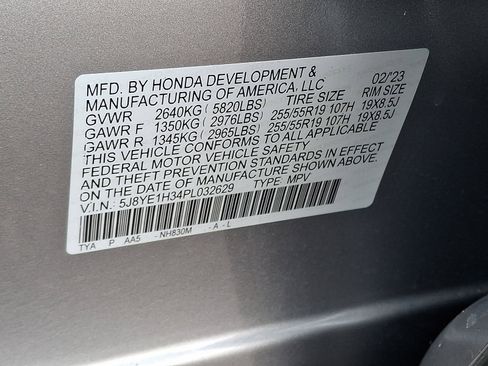 MFD. BY HONDA DEVELOPMENT & 02/'23
MANUFACTURING OF AMERICA, LLC
GVWR 2640KG (5820LBS) TIRE SIZE RIM SIZE
GAWR F 1350KG (2976LBS) 255/55R19 107H 19X8.5J
GAWR R 1345KG (2965LBS) 255/55R19 107H 19X8.5J
THIS VEHICLE CONFORMS TO ALL APPLICABLE
FEDERAL MOTOR VEHICLE SAFETY
AND THEFT PREVENTION STANDARDS IN EFFECT
ON THE DATE OF MANUFACTURE SHOWN ABOVE.
V.I.N.: 5J8YE1H34PL032629 TYPE: MPV
TYA P AA5 NH830M -A-L